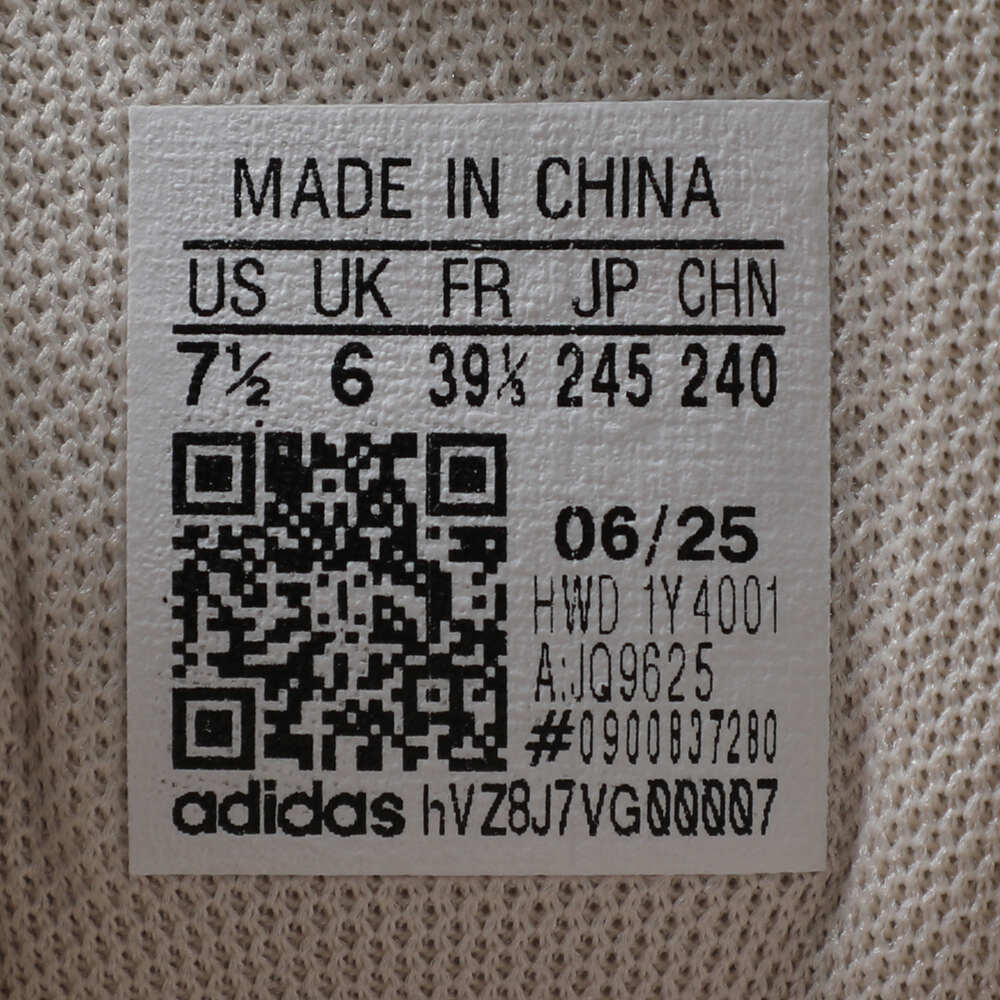 MADE IN CHINA
US UK FR JP CHN
7½ 6 39⅓ 245 240
06/25
HWD 1Y4001
A:JQ9625
#0900837280
adidas hVZ8J7VG00007